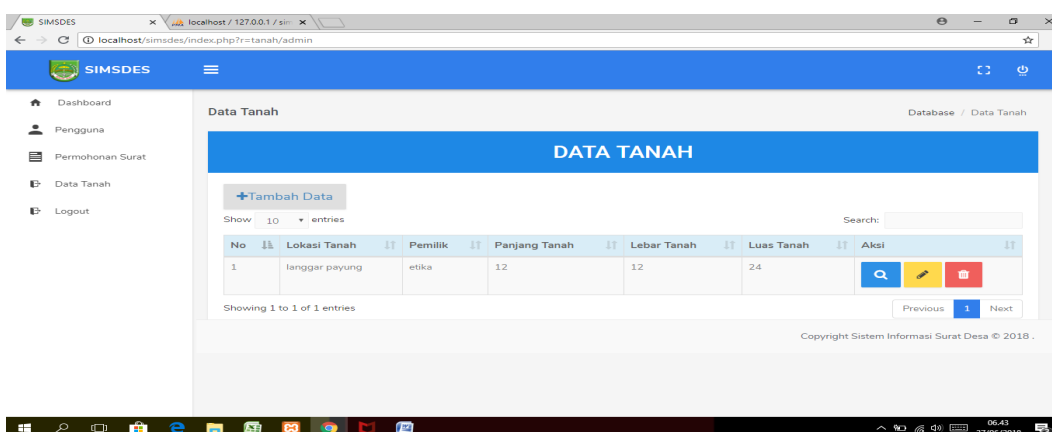 SIMSDES
localhost / 127.0.0.1 / sim
localhost/simsdes/index.php?r=tanah/admin
SIMSDES
Dashboard
Pengguna
Permohonan Surat
Data Tanah
Logout
Data Tanah
Database / Data Tanah
DATA TANAH
+Tambah Data
Show 10 entries
Search:
No Lokasi Tanah Pemilik Panjang Tanah Lebar Tanah Luas Tanah Aksi
1 langgar payung etika 12 12 24
Showing 1 to 1 of 1 entries
Previous 1 Next
Copyright Sistem Informasi Surat Desa © 2018 .
06.43
27/06/2018